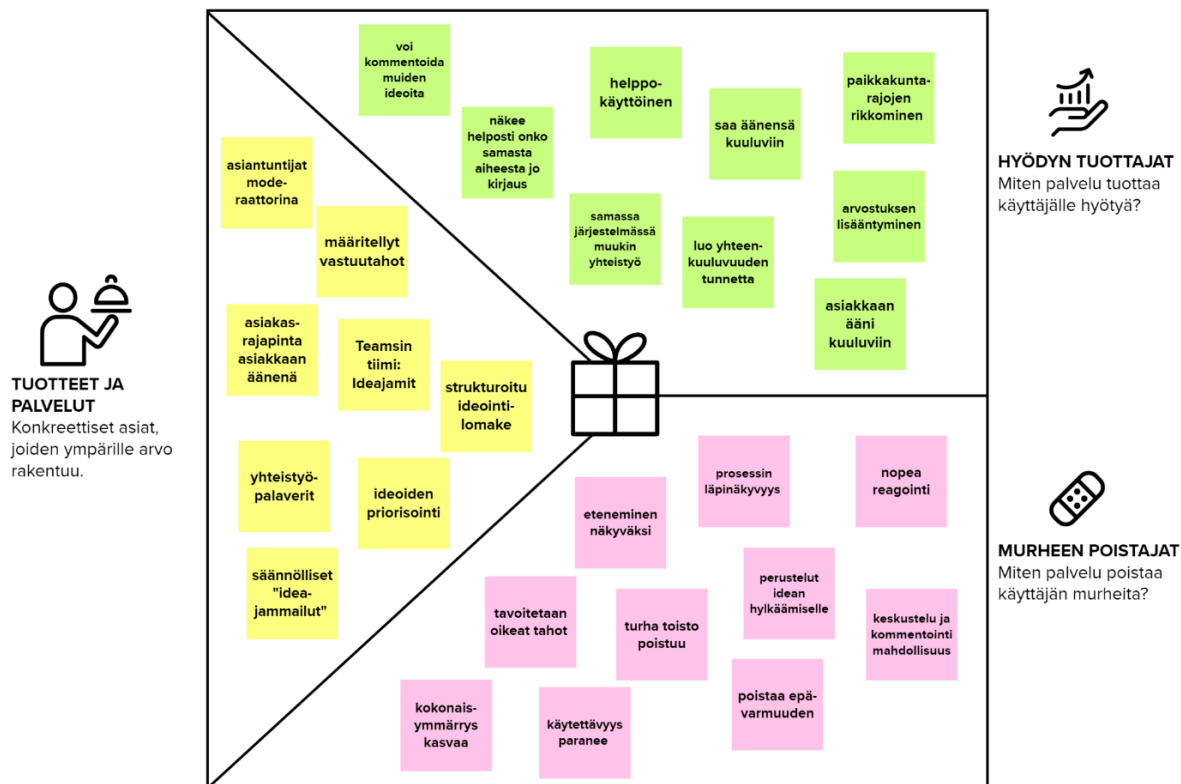 voi
kommentoida
muiden
ideoita
näkee
helposti onko
samasta
aiheesta jo
kirjaus
helppo-
käyttöinen
saa äänensä
kuuluviin
paikkakunta-
rajojen
rikkominen
samassa
järjestelmässä
muukin
yhteistyö
luo yhteen-
kuuluvuuden
tunnetta
arvostuksen
lisääntyminen
asiakkaan
ääni
kuuluviin
HYÖDYN TUOTTAJAT
Miten palvelu tuottaa
käyttäjälle hyötyä?
asiantuntijat
mode-
raattorina
määritellyt
vastuutahot
asiakas-
rajapinta
asiakkaan
äänenä
Teamsin
tiimi:
Ideajamit
strukturoitu
ideointi-
lomake
yhteistyö-
palaverit
ideoiden
priorisointi
säännölliset
"idea-
jammailut"
TUOTTEET JA
PALVELUT
Konkreettiset asiat,
joiden ympärille arvo
rakentuu.
eteneminen
näkyväksi
prosessin
läpinäkyvyys
nopea
reagointi
tavoitetaan
oikeat tahot
turha toisto
poistuu
perustelut
idean
hylkäämiselle
keskustelu ja
kommentointi
mahdollisuus
kokonais-
ymmärrys
kasvaa
käytettävyys
paranee
poistaa epä-
varmuuden
MURHEEN POISTAJAT
Miten palvelu poistaa
käyttäjän murheita?